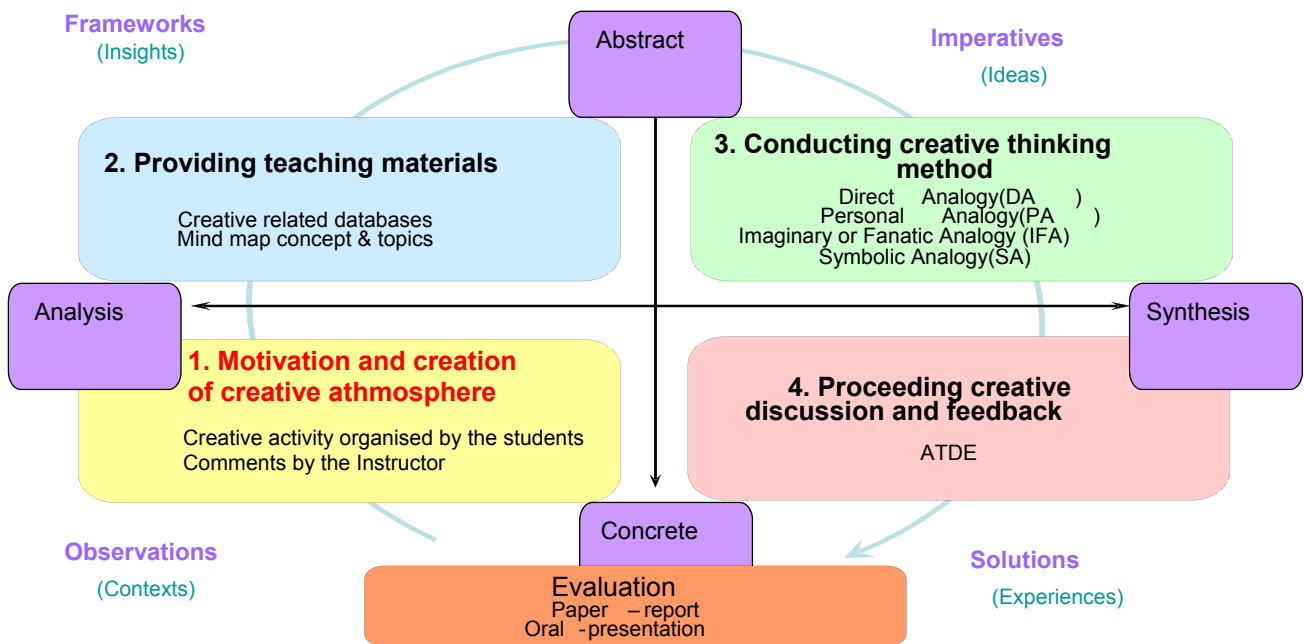 Frameworks
(Insights)
Abstract
Imperatives
(Ideas)
2. Providing teaching materials
Creative related databases
Mind map concept & topics
3. Conducting creative thinking
method
Direct Analogy(DA )
Personal Analogy(PA )
Imaginary or Fanatic Analogy (IFA)
Symbolic Analogy(SA)
Analysis
Synthesis
1. Motivation and creation
of creative athmosphere
Creative activity organised by the students
Comments by the Instructor
4. Proceeding creative
discussion and feedback
ATDE
Observations
(Contexts)
Concrete
Solutions
(Experiences)
Evaluation
Paper – report
Oral -presentation